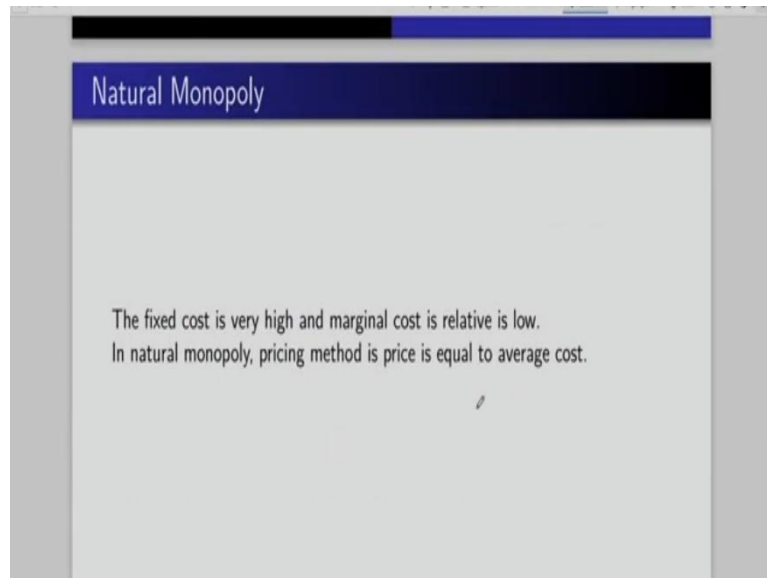 Natural Monopoly
The fixed cost is very high and marginal cost is relative is low.
In natural monopoly, pricing method is price is equal to average cost.